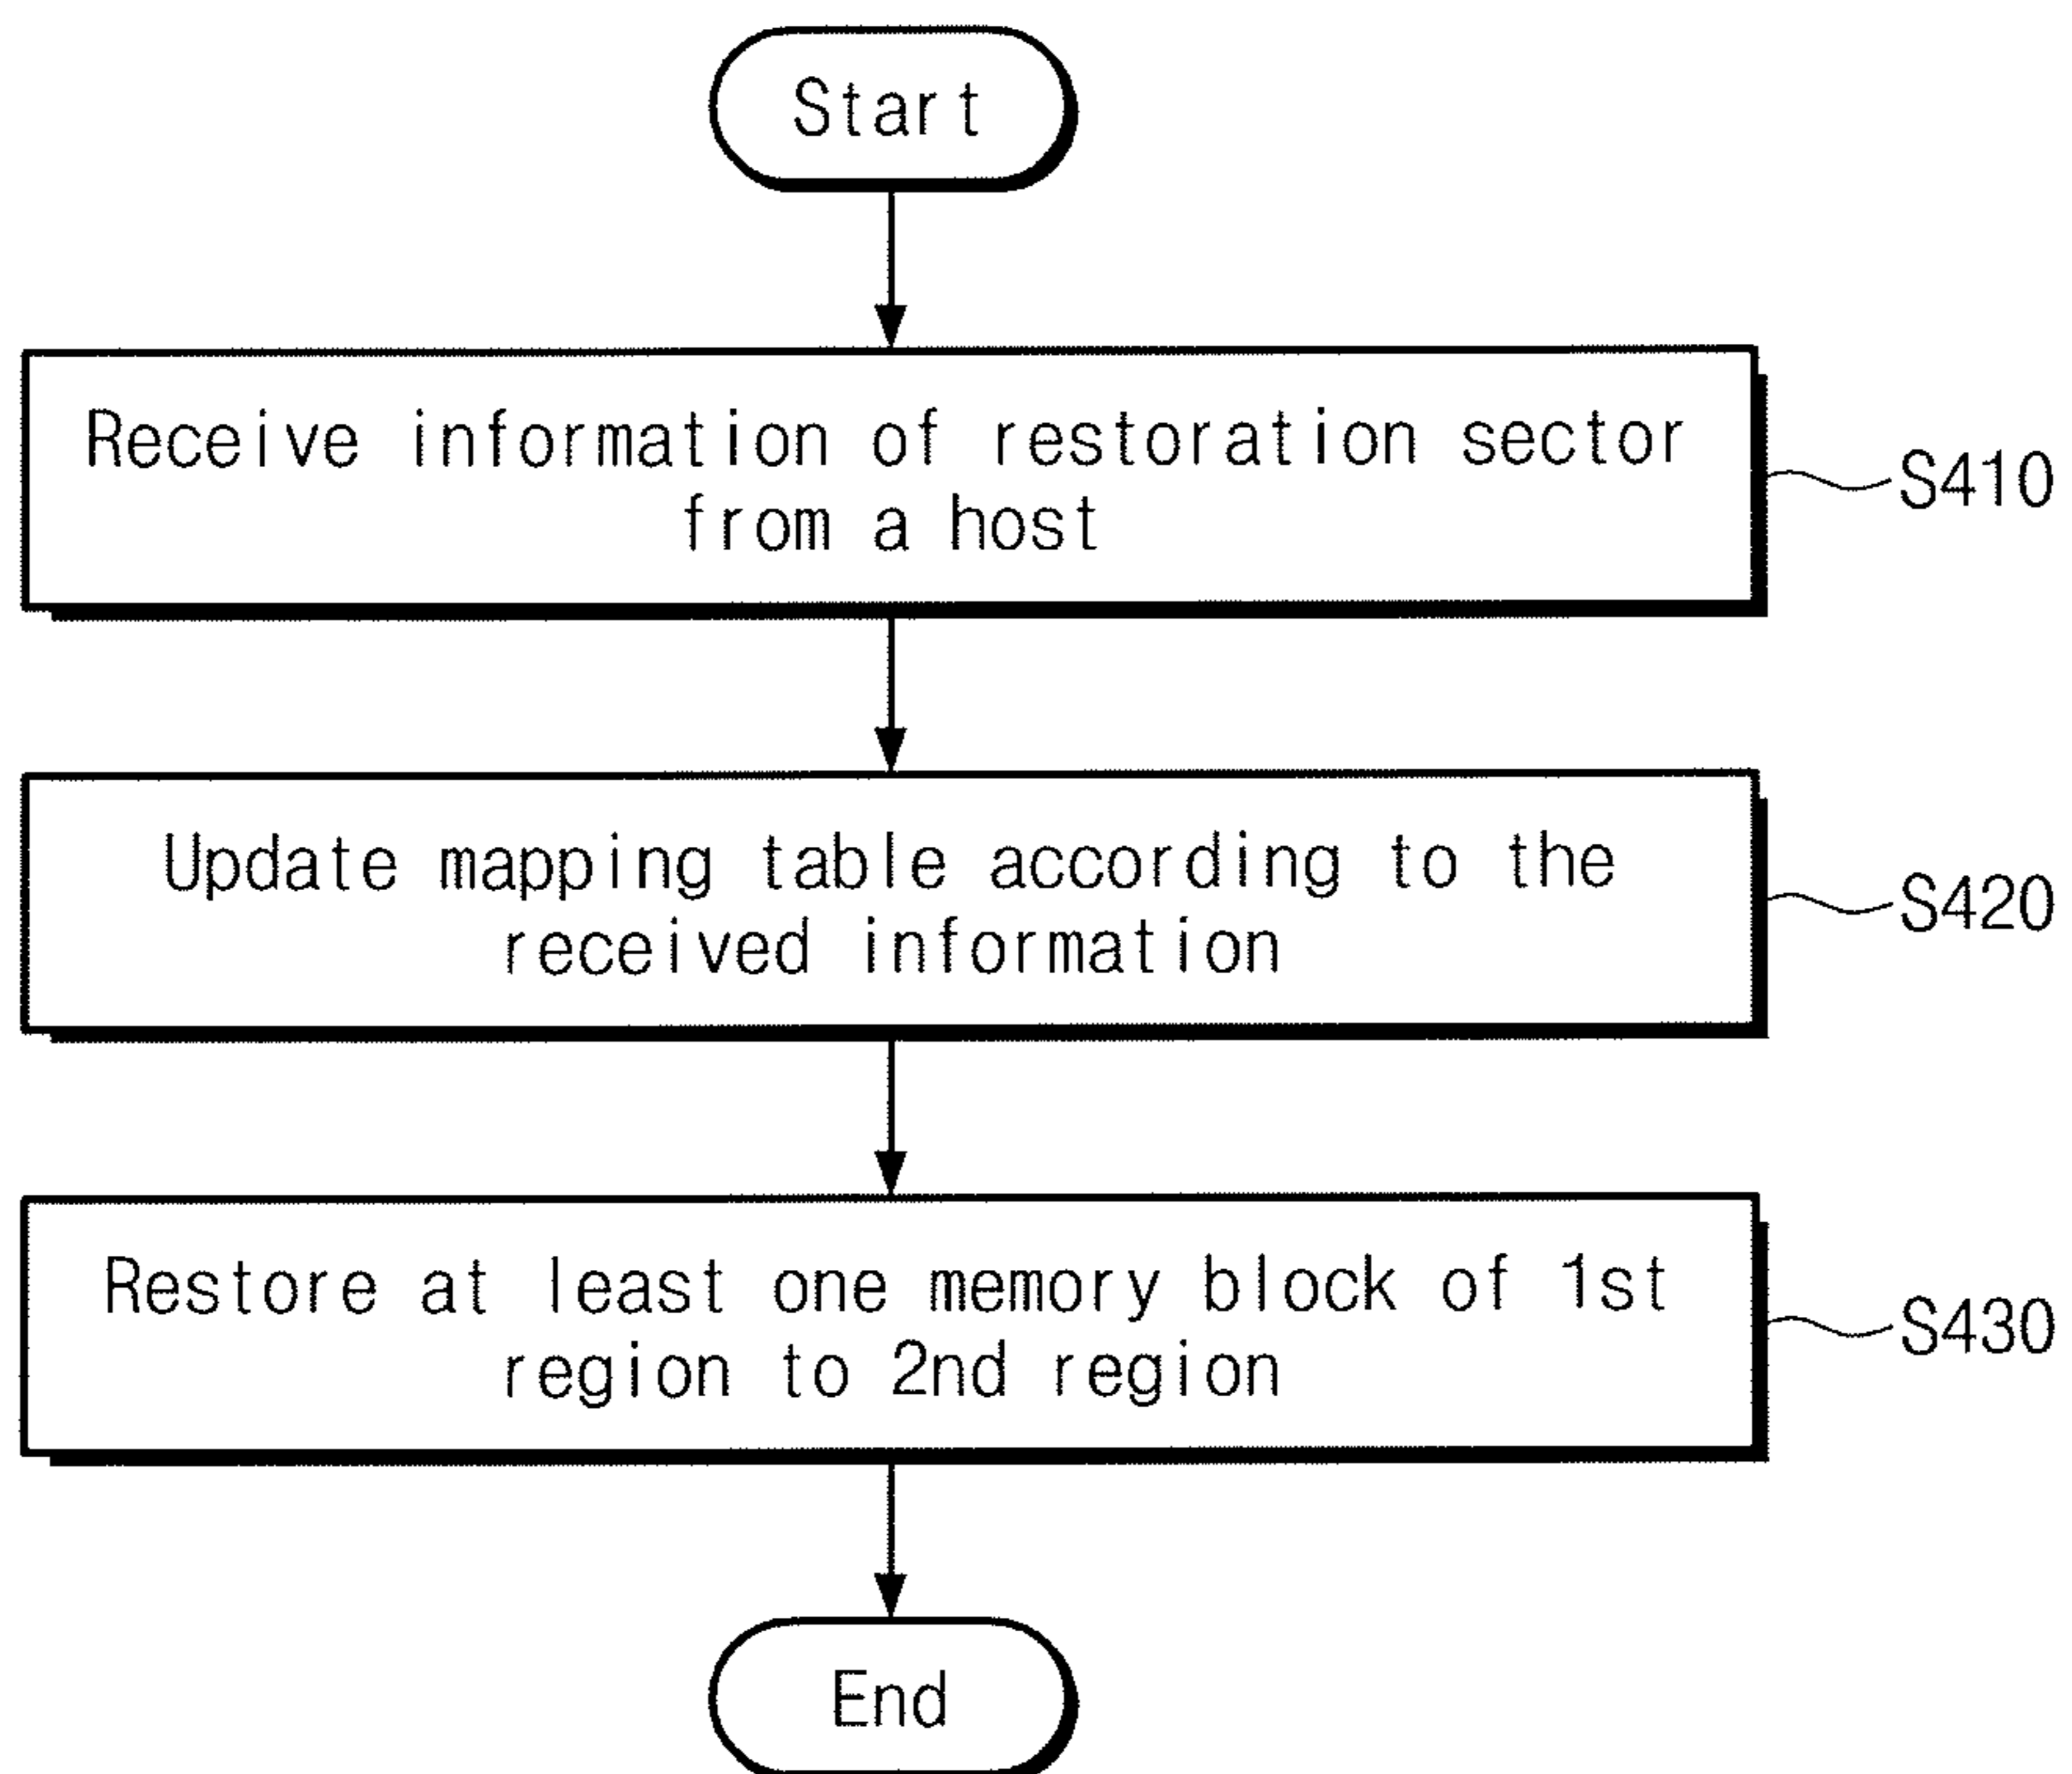 Start
Receive information of restoration sector
from a host
S410
Update mapping table according to the
received information
S420
Restore at least one memory block of 1st
region to 2nd region
S430
End